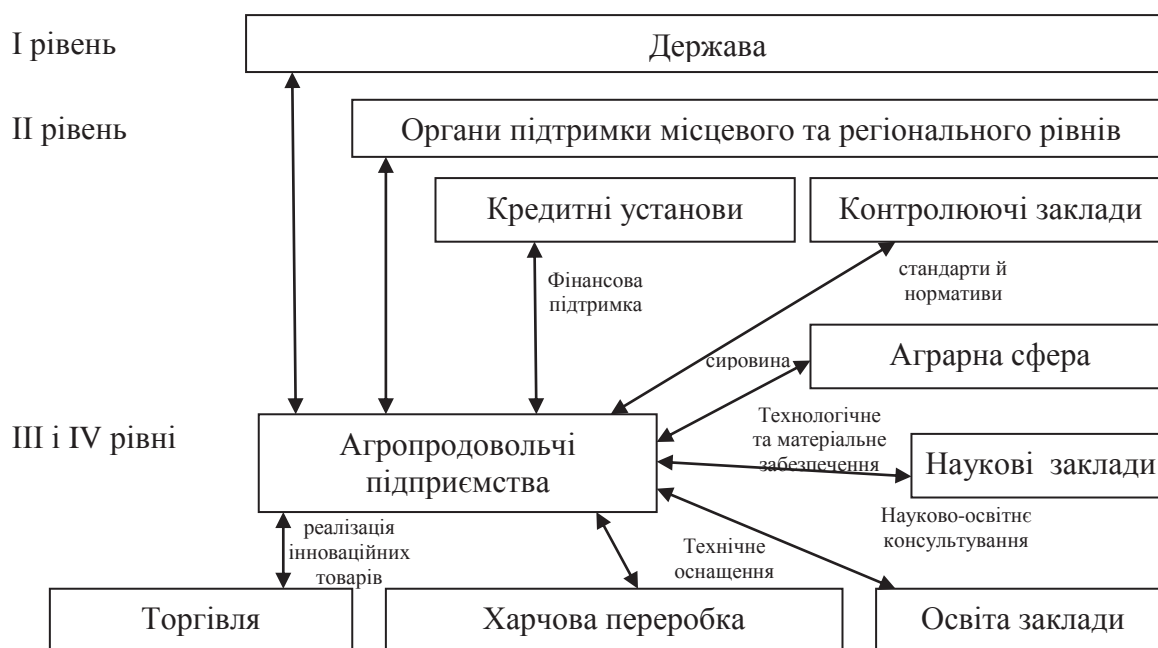 I рівень
Держава
II рівень
Органи підтримки місцевого та регіонального рівнів
Кредитні установи
Контролюючі заклади
Фінансова
підтримка
стандарти й
нормативи
сировина
Аграрна сфера
III і IV рівні
Агропродовольчі
підприємства
Технологічне
та матеріальне
забезпечення
Наукові заклади
Науково-освітнє
консультування
реалізація
інноваційних
товарів
Технічне
оснащення
Торгівля
Харчова переробка
Освіта заклади